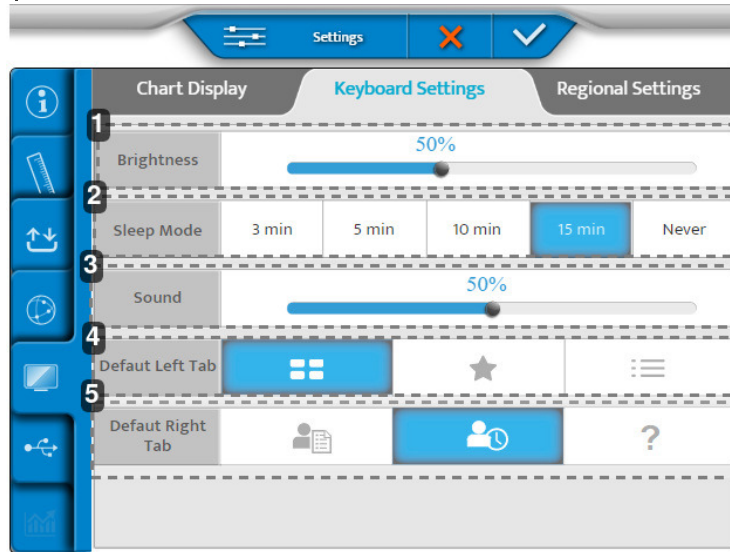 Settings
Chart Display Keyboard Settings Regional Settings
1
50%
Brightness
2
Sleep Mode 3 min 5 min 10 min 15 min Never
3
50%
Sound
4
Defaut Left Tab
5
Defaut Right
Tab
?